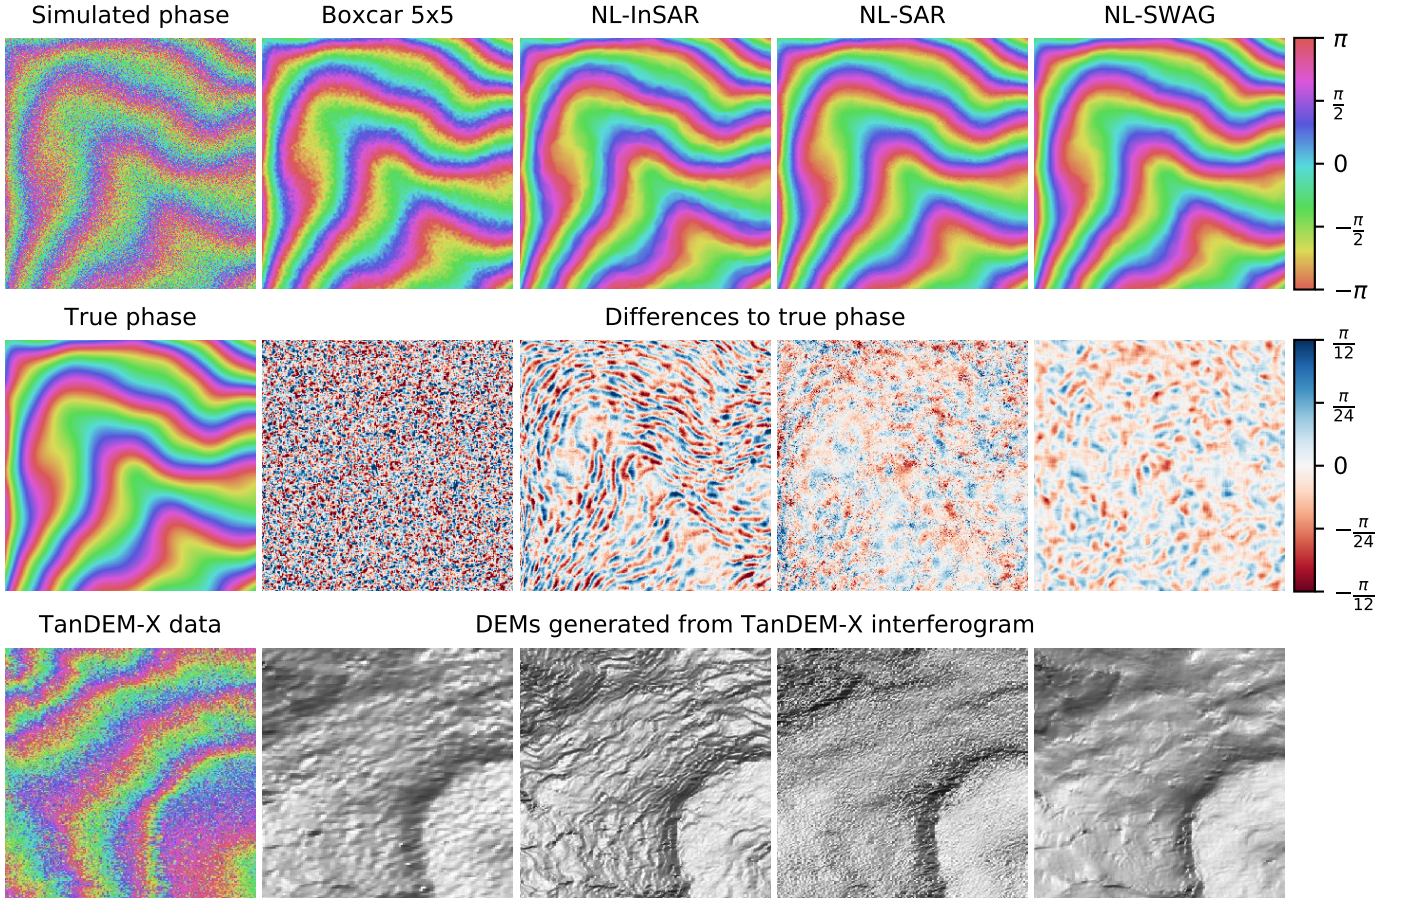 Simulated phase Boxcar 5x5 NL-InSAR NL-SAR NL-SWAG
π
π/2
0
−π/2
−π
True phase Differences to true phase
π/12
π/24
0
−π/24
−π/12
TanDEM-X data DEMs generated from TanDEM-X interferogram